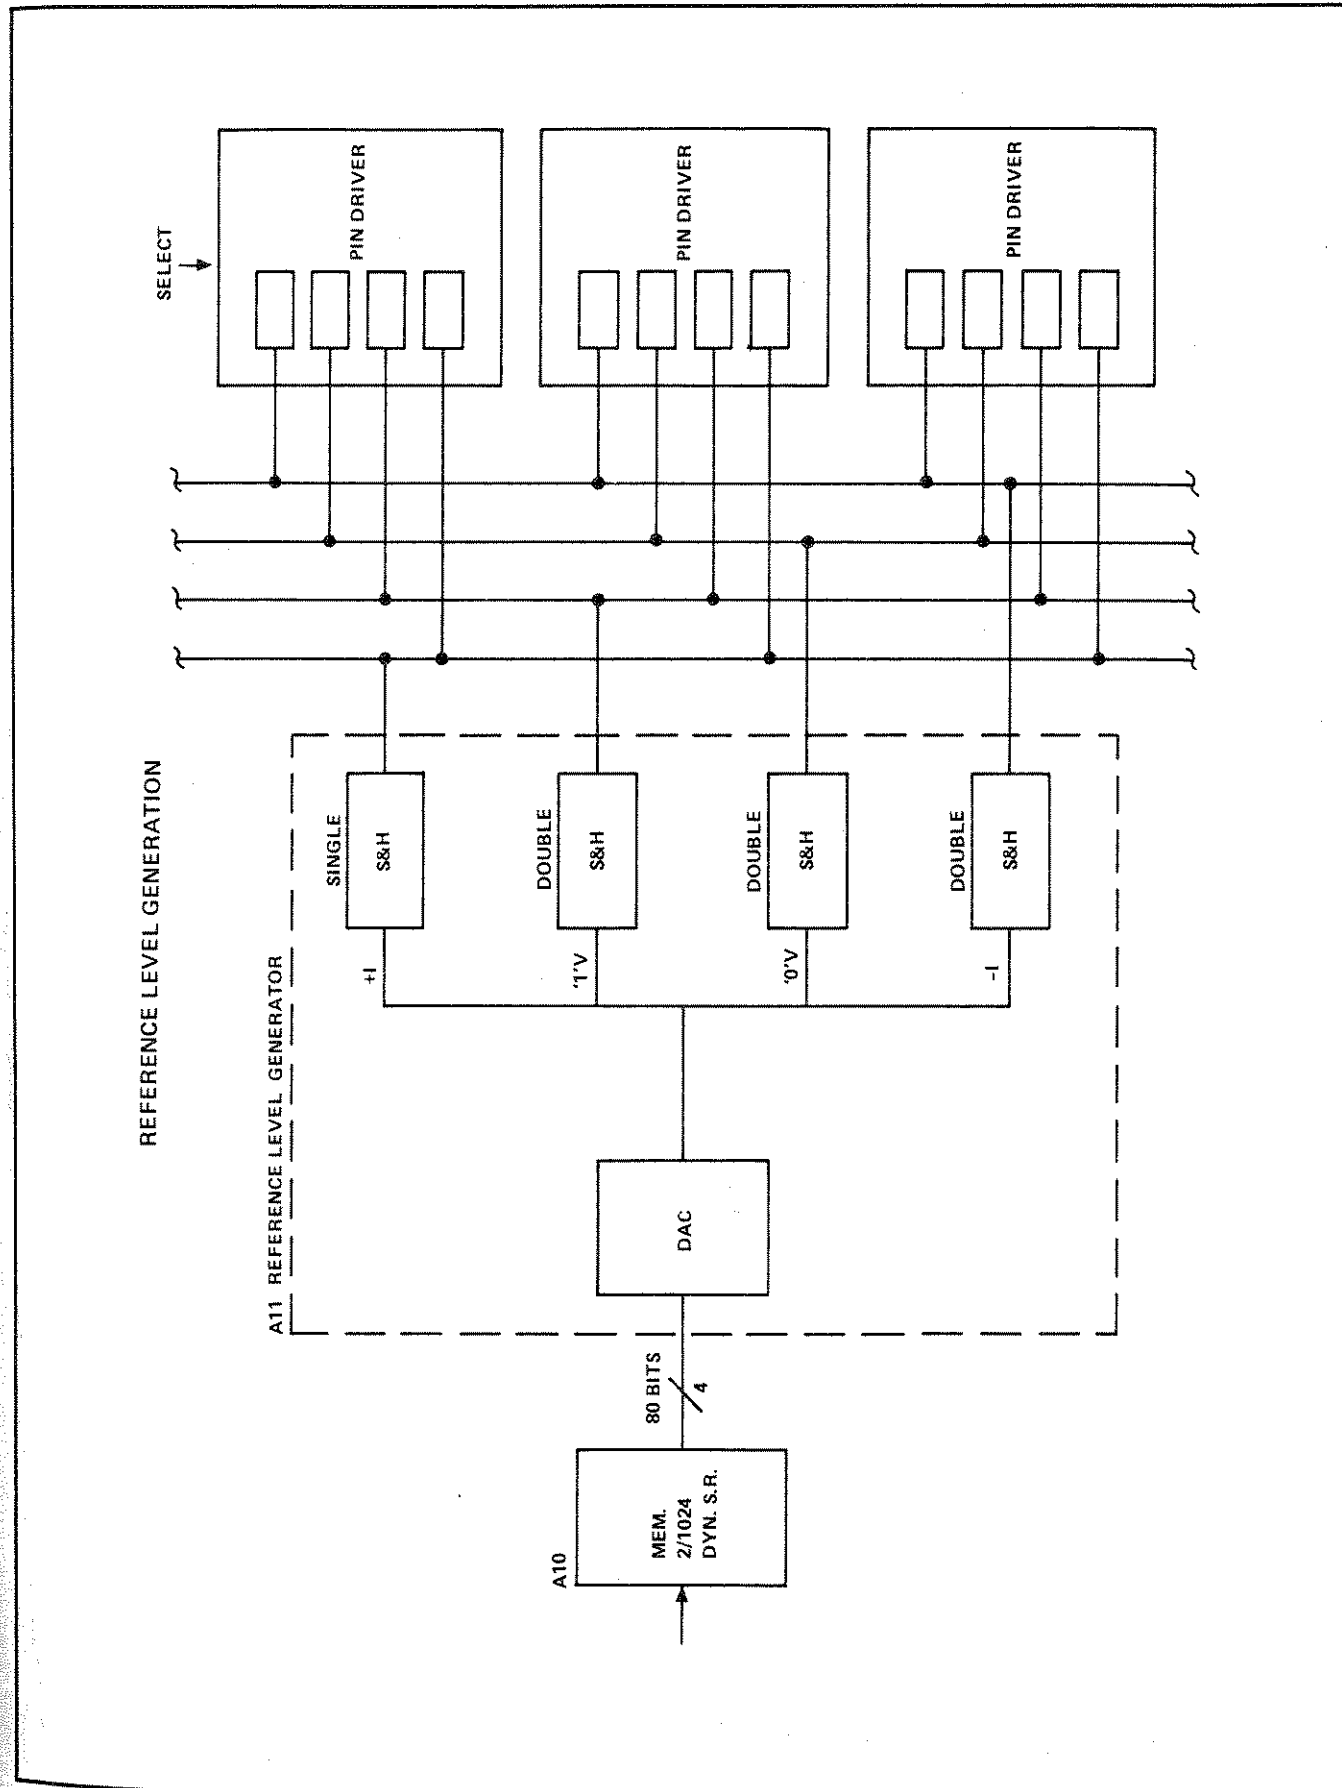 REFERENCE LEVEL GENERATION
A11 REFERENCE LEVEL GENERATOR
A10
MEM.
2/1024
DYN. S.R.
80 BITS
4
DAC
+I
SINGLE
S&H
'1'V
DOUBLE
S&H
'0'V
DOUBLE
S&H
-I
DOUBLE
S&H
SELECT
PIN DRIVER
PIN DRIVER
PIN DRIVER